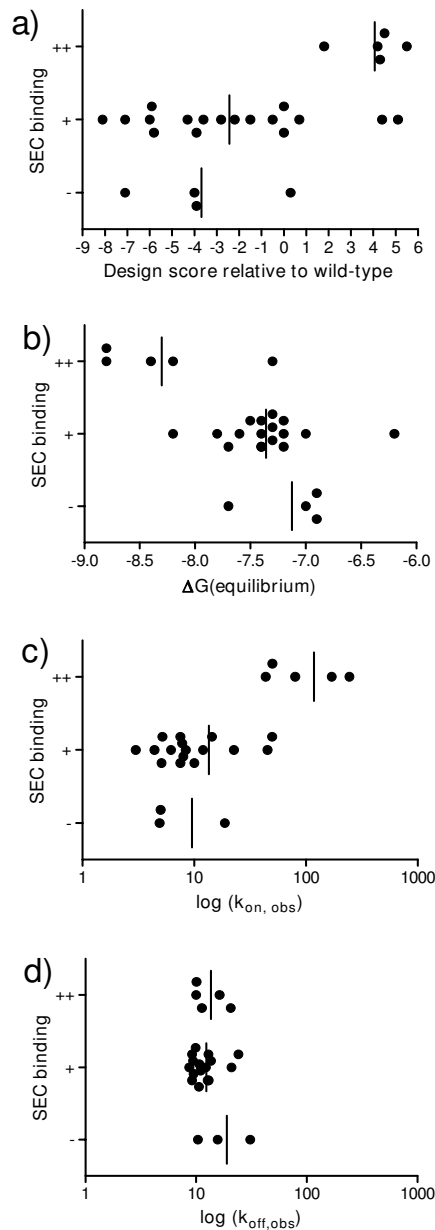 a)
SEC binding
++
+
-
-9 -8 -7 -6 -5 -4 -3 -2 -1 0 1 2 3 4 5 6
Design score relative to wild-type
b)
SEC binding
++
+
-
-9.0 -8.5 -8.0 -7.5 -7.0 -6.5 -6.0
ΔG(equilibrium)
c)
SEC binding
++
+
-
1 10 100 1000
log (kon, obs)
d)
SEC binding
++
+
-
1 10 100 1000
log (koff,obs)